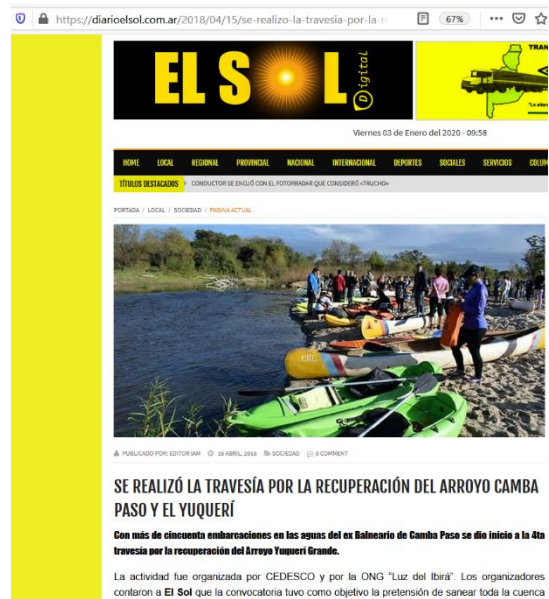 https://diarioelsol.com.ar/2018/04/15/se-realizo-la-travesia-por-la-r
67%
EL SOL
Digital
TRAN
Viernes 03 de Enero del 2020 - 09:58
HOME LOCAL REGIONAL PROVINCIAL NACIONAL INTERNACIONAL DEPORTES SOCIALES SERVICIOS COLUM
TÍTULOS DESTACADOS CONDUCTOR SE ENOJÓ CON EL FOTORRADAR QUE CONSIDERÓ «TRUCHO»
PORTADA / LOCAL / SOCIEDAD / PAGINA ACTUAL
CRC
PUBLICADO POR: EDITOR IAM 15 ABRIL, 2018 SOCIEDAD 0 COMMENT
SE REALIZÓ LA TRAVESÍA POR LA RECUPERACIÓN DEL ARROYO CAMBA
PASO Y EL YUQUERÍ
Con más de cincuenta embarcaciones en las aguas del ex Balneario de Camba Paso se dio inicio a la 4ta
travesía por la recuperación del Arroyo Yuquerí Grande.
La actividad fue organizada por CEDESCO y por la ONG "Luz del Ibirá". Los organizadores
contaron a El Sol que la convocatoria tuvo como objetivo la pretensión de sanear toda la cuenca